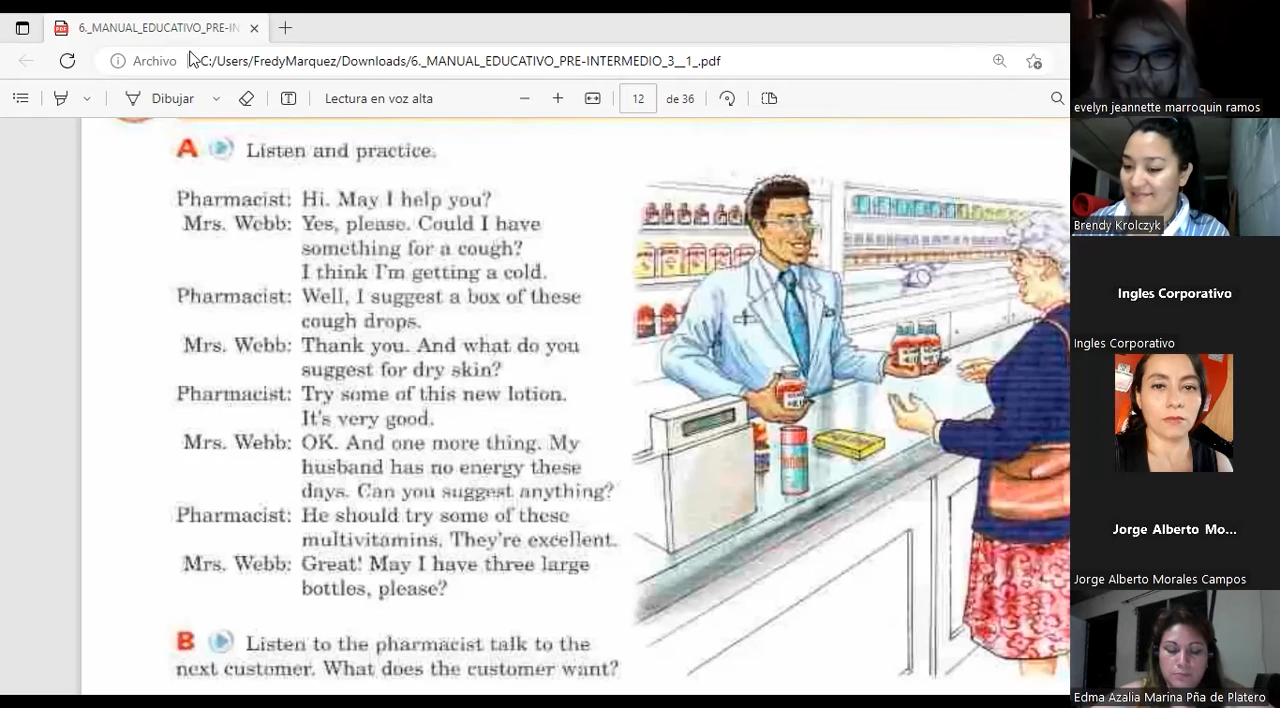 6._MANUAL_EDUCATIVO_PRE-IN
Archivo
C:/Users/FredyMarquez/Downloads/6._MANUAL_EDUCATIVO_PRE-INTERMEDIO_3__1_.pdf
Dibujar
Lectura en voz alta
12
de 36
A Listen and practice.
Pharmacist: Hi. May I help you?
Mrs. Webb: Yes, please. Could I have
something for a cough?
I think I'm getting a cold.
Pharmacist: Well, I suggest a box of these
cough drops.
Mrs. Webb: Thank you. And what do you
suggest for dry skin?
Pharmacist: Try some of this new lotion.
It's very good.
Mrs. Webb: OK. And one more thing. My
husband has no energy these
days. Can you suggest anything?
Pharmacist: He should try some of these
multivitamins. They're excellent.
Mrs. Webb: Great! May I have three large
bottles, please?
B Listen to the pharmacist talk to the
next customer. What does the customer want?
evelyn jeannette marroquin ramos
Brendy Krolczyk
Ingles Corporativo
Ingles Corporativo
Jorge Alberto Mo...
Jorge Alberto Morales Campos
Edma Azalia Marina Pña de Platero